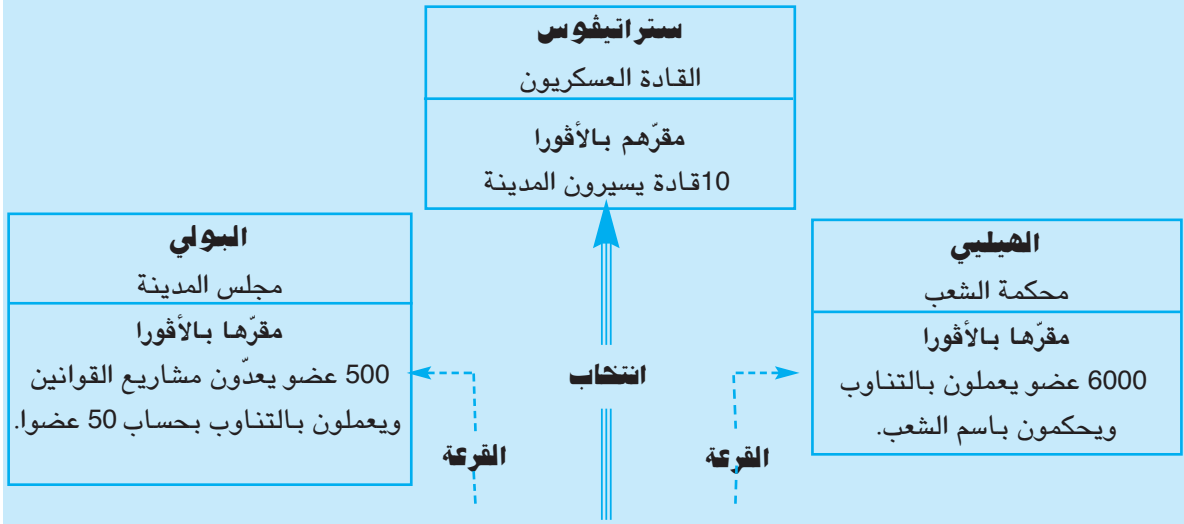 ستراتيڤوس
القادة العسكريون
مقرّهم بالأڤورا
10قادة يسيرون المدينة
الهيليي
محكمة الشعب
مقرّها بالأڤورا
6000 عضو يعملون بالتناوب
ويحكمون باسم الشعب.
البولي
مجلس المدينة
مقرّها بالأڤورا
500 عضو يعدّون مشاريع القوانين
ويعملون بالتناوب بحساب 50 عضوا.
انتخاب
القرعة
القرعة